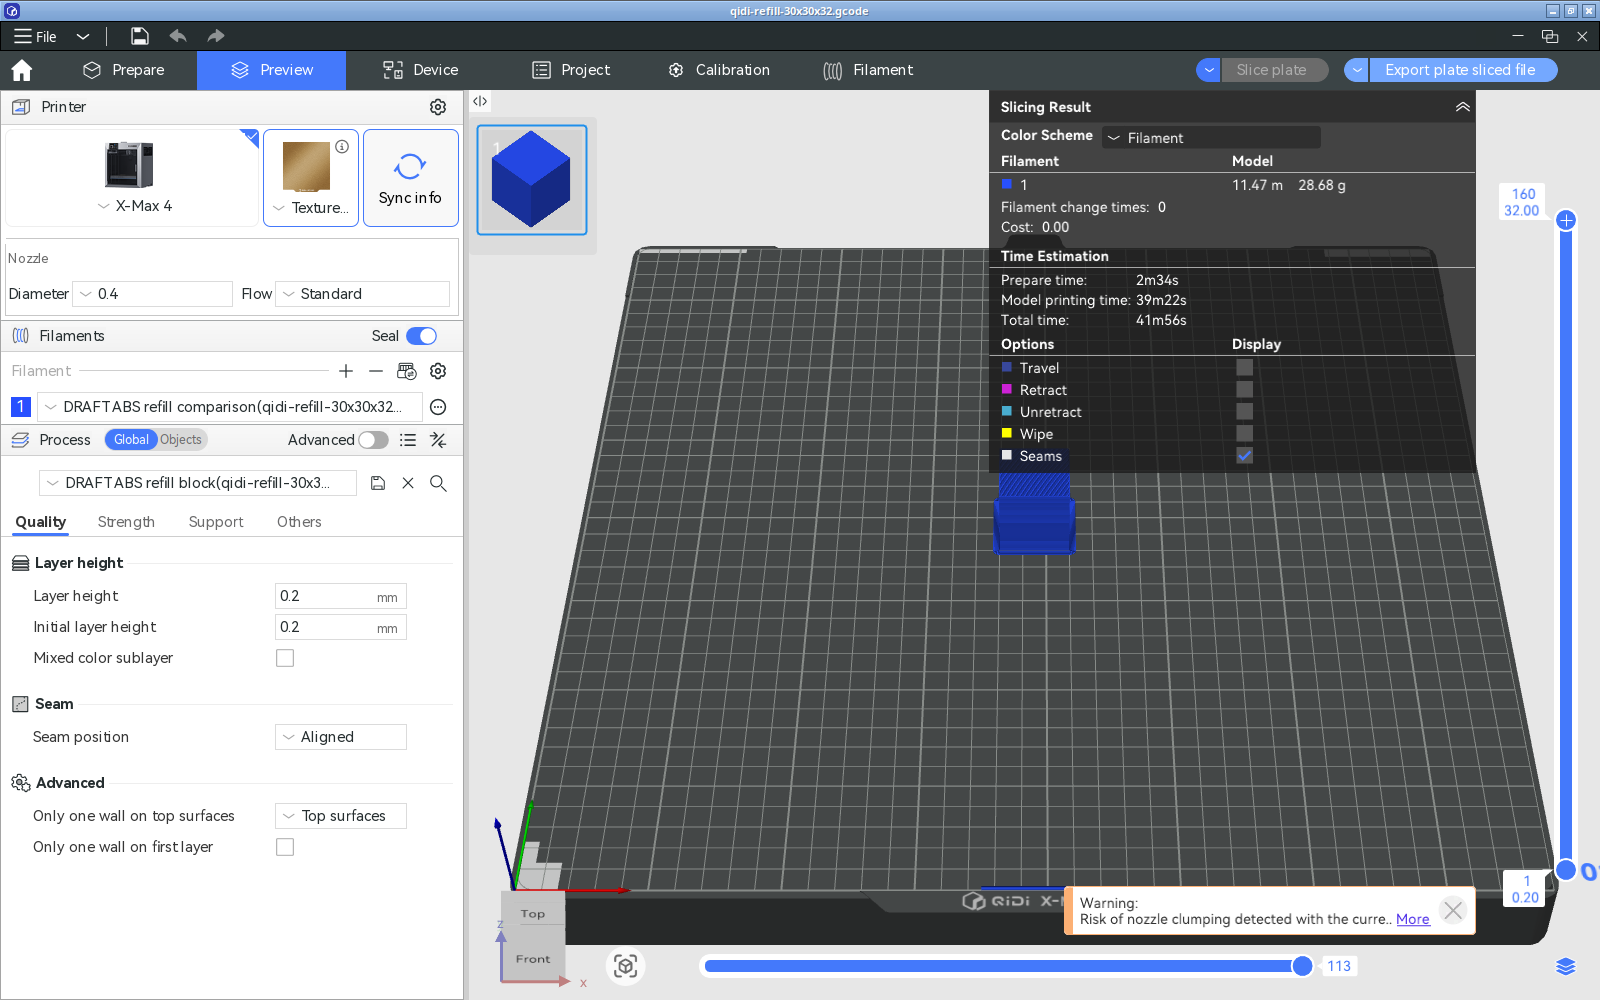 qidi-refill-30x30x32.gcode
File
Prepare
Preview
Device
Project
Calibration
Filament
Slice plate
Export plate sliced file
Printer
X-Max 4
Texture...
Sync info
Nozzle
Diameter
0.4
Flow
Standard
Filaments
Seal
Filament
1
DRAFTABS refill comparison(qidi-refill-30x30x32...
Process
Global
Objects
Advanced
DRAFTABS refill block(qidi-refill-30x3...
Quality
Strength
Support
Others
Layer height
Layer height
0.2
mm
Initial layer height
0.2
mm
Mixed color sublayer
Seam
Seam position
Aligned
Advanced
Only one wall on top surfaces
Top surfaces
Only one wall on first layer
1
Slicing Result
Color Scheme
Filament
Filament
Model
1
11.47 m
28.68 g
Filament change times: 0
Cost: 0.00
Time Estimation
Prepare time: 2m34s
Model printing time: 39m22s
Total time: 41m56s
Options
Display
Travel
Retract
Unretract
Wipe
Seams
160
32.00
1
0.20
QIDI X-
Warning:
Risk of nozzle clumping detected with the curre.. More
Top
Front
z
x
113